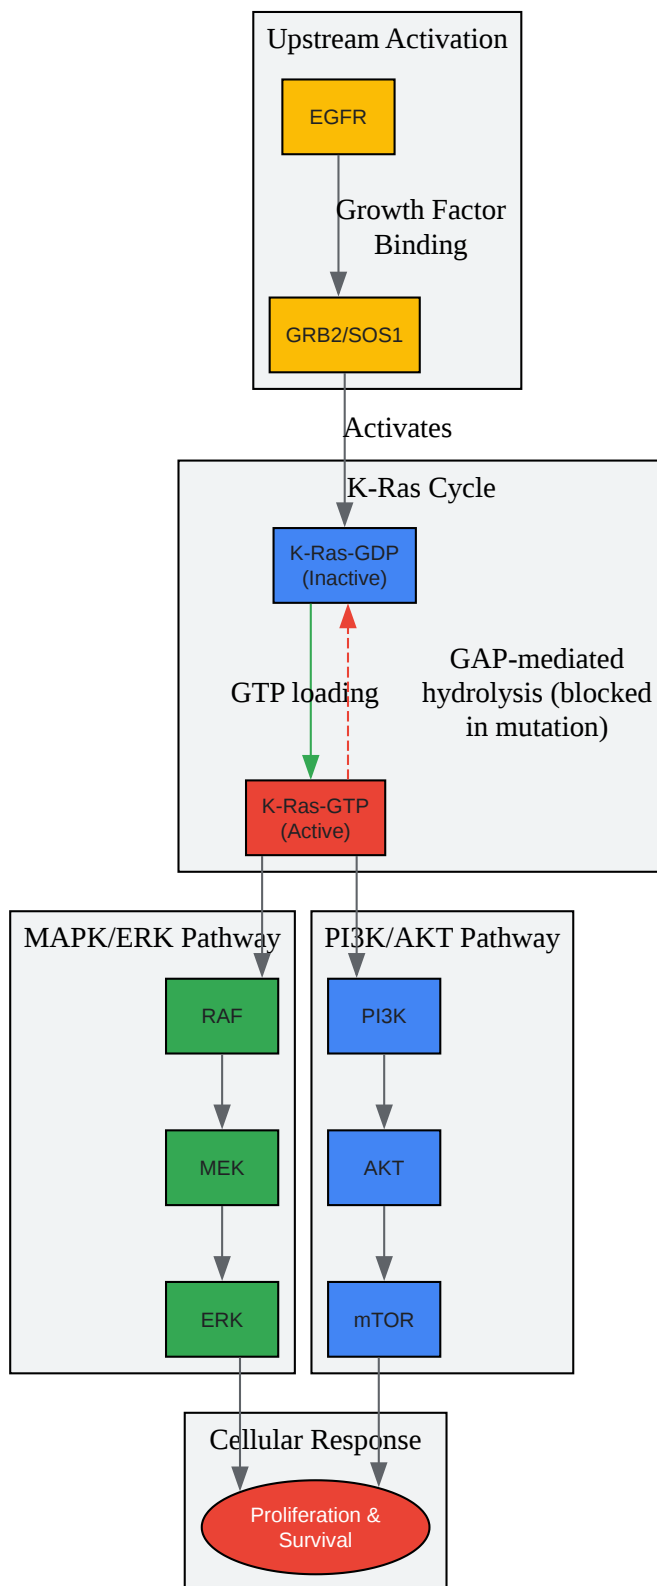 Upstream Activation
EGFR
Growth Factor
Binding
GRB2/SOS1
Activates
K-Ras Cycle
K-Ras-GDP
(Inactive)
GTP loading
GAP-mediated
hydrolysis (blocked
in mutation)
K-Ras-GTP
(Active)
MAPK/ERK Pathway
RAF
MEK
ERK
PI3K/AKT Pathway
PI3K
AKT
mTOR
Cellular Response
Proliferation &
Survival